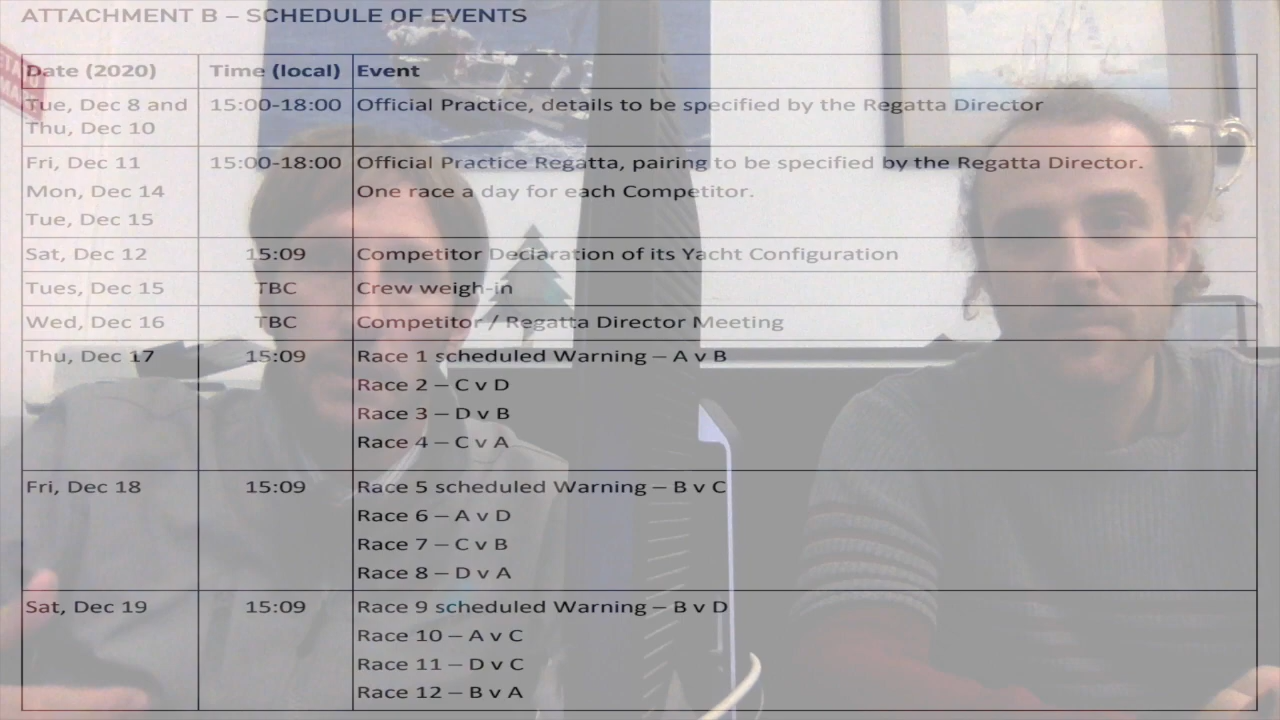 ATTACHMENT B – SCHEDULE OF EVENTS
Date (2020) Time (local) Event
Tue, Dec 8 and 15:00-18:00 Official Practice, details to be specified by the Regatta Director
Thu, Dec 10
Fri, Dec 11 15:00-18:00 Official Practice Regatta, pairing to be specified by the Regatta Director.
Mon, Dec 14 One race a day for each Competitor.
Tue, Dec 15
Sat, Dec 12 15:09 Competitor Declaration of its Yacht Configuration
Tues, Dec 15 TBC Crew weigh-in
Wed, Dec 16 TBC Competitor / Regatta Director Meeting
Thu, Dec 17 15:09 Race 1 scheduled Warning – A v B
Race 2 – C v D
Race 3 – D v B
Race 4 – C v A
Fri, Dec 18 15:09 Race 5 scheduled Warning – B v C
Race 6 – A v D
Race 7 – C v B
Race 8 – D v A
Sat, Dec 19 15:09 Race 9 scheduled Warning – B v D
Race 10 – A v C
Race 11 – D v C
Race 12 – B v A